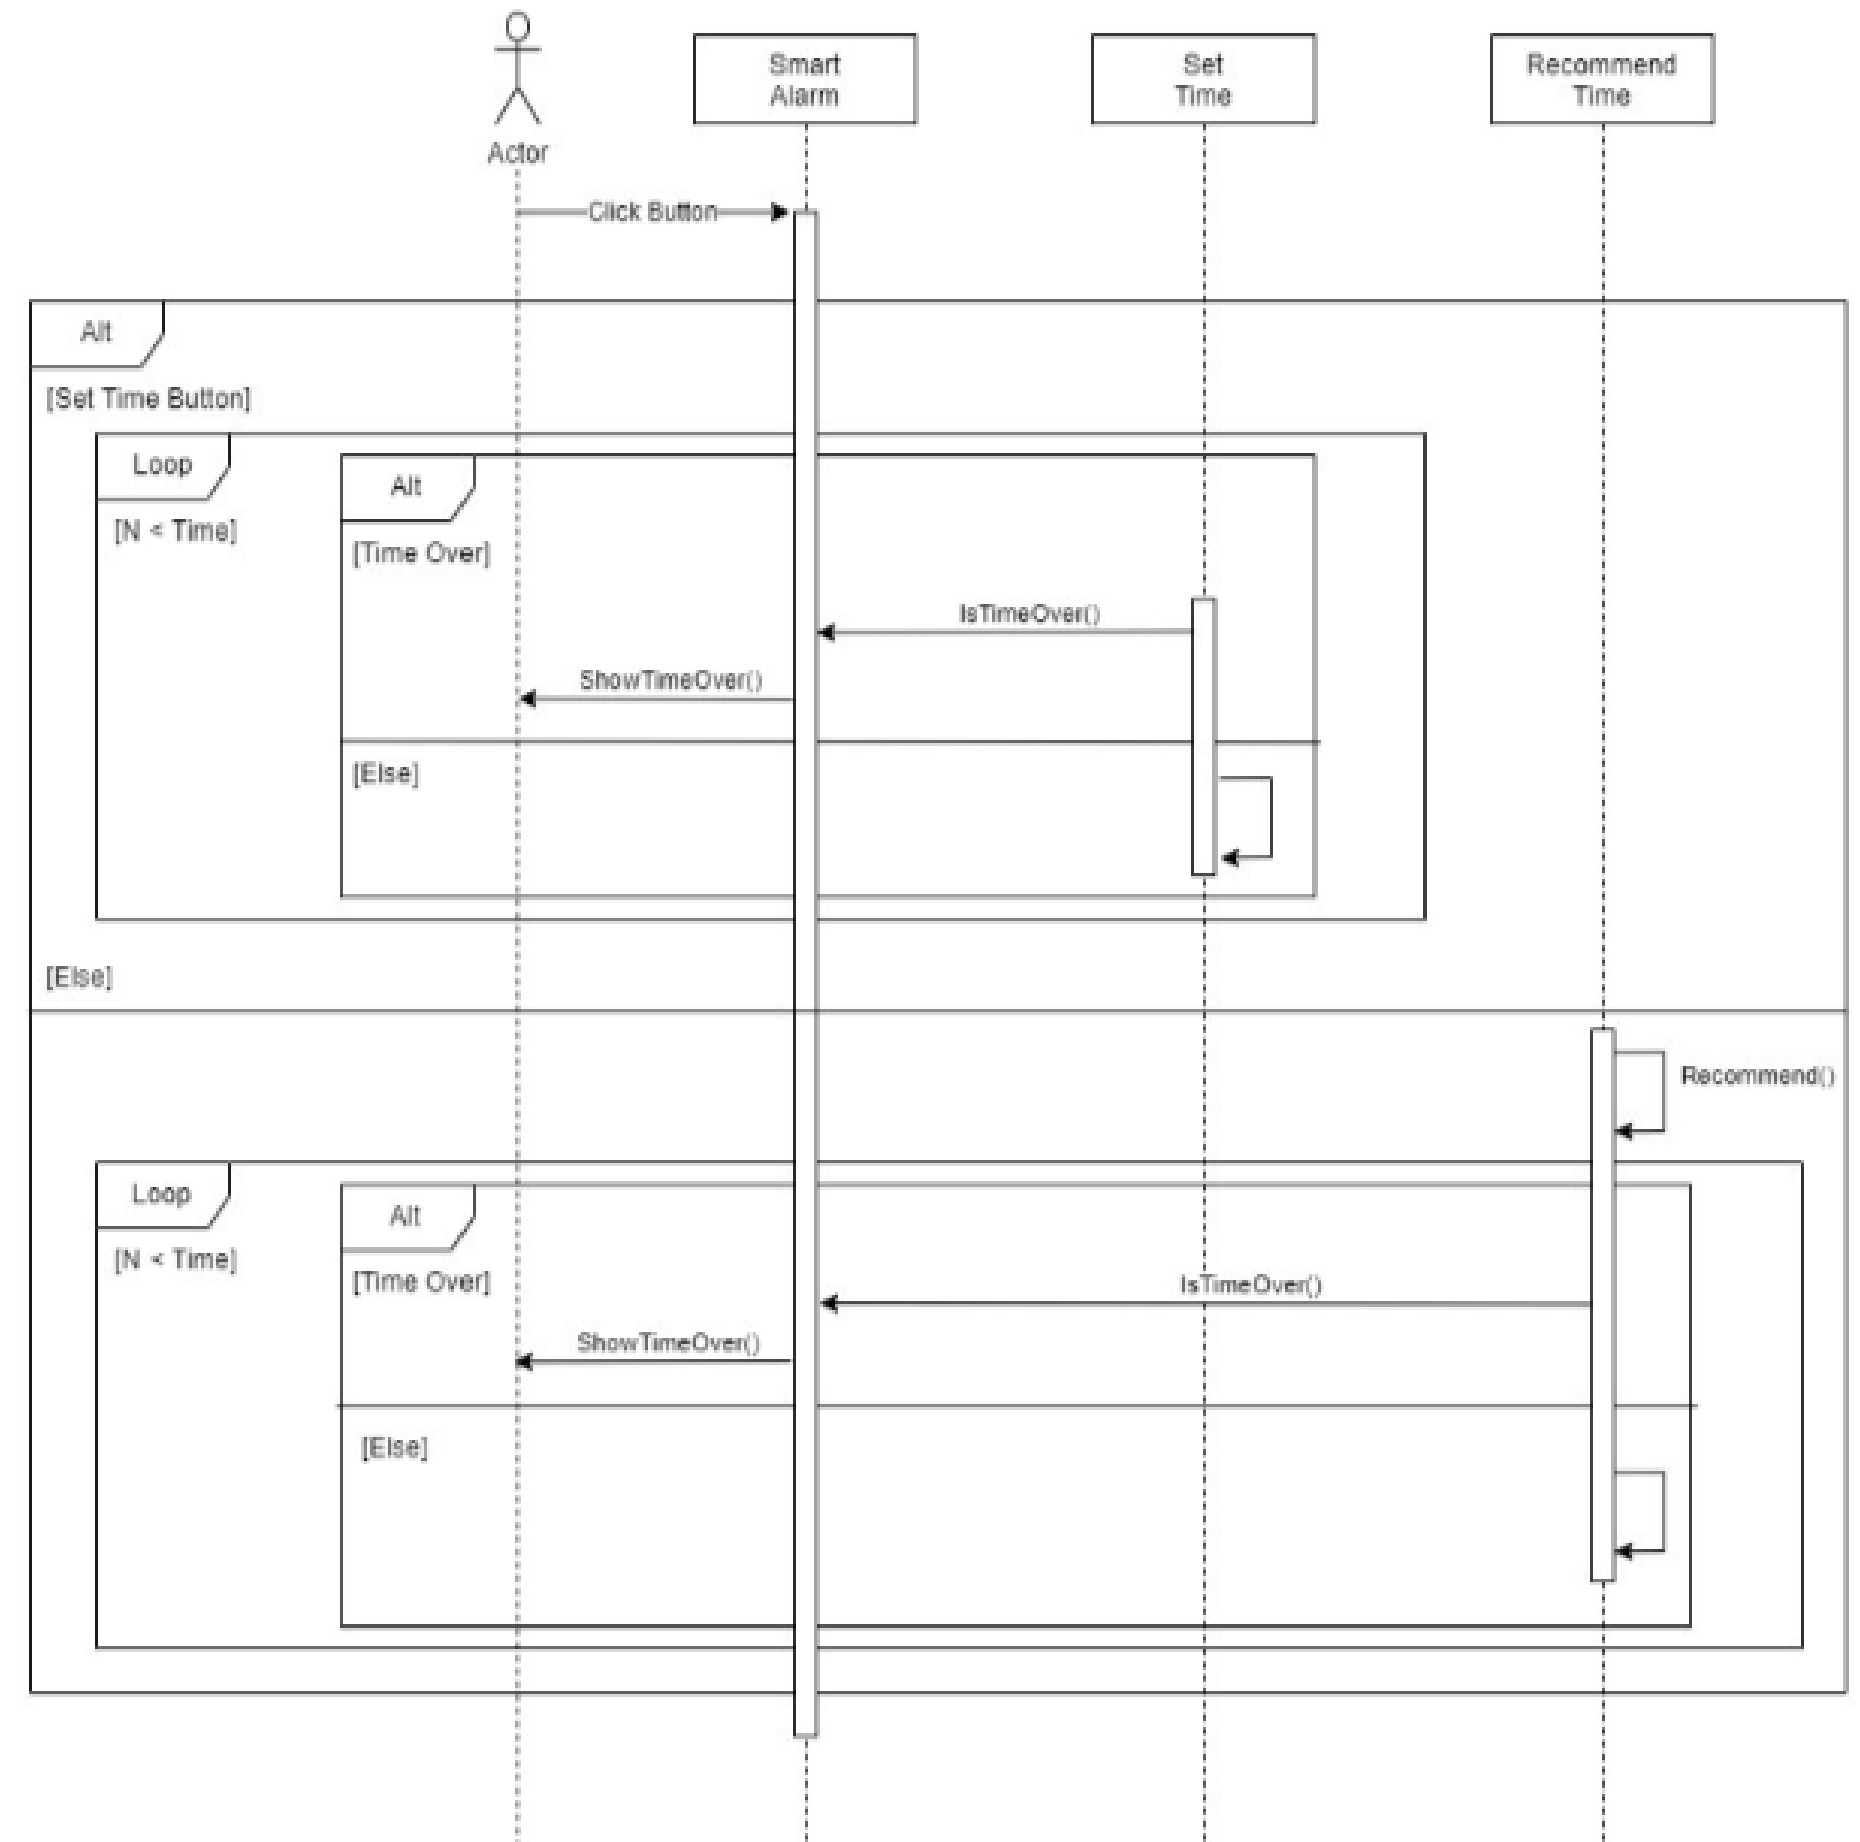 Smart
Alarm
Set
Time
Recommend
Time
Actor
Click Button
Alt
[Set Time Button]
Loop
[N < Time]
Alt
[Time Over]
IsTimeOver()
ShowTimeOver()
[Else]
[Else]
Recommend()
Loop
[N < Time]
Alt
[Time Over]
IsTimeOver()
ShowTimeOver()
[Else]